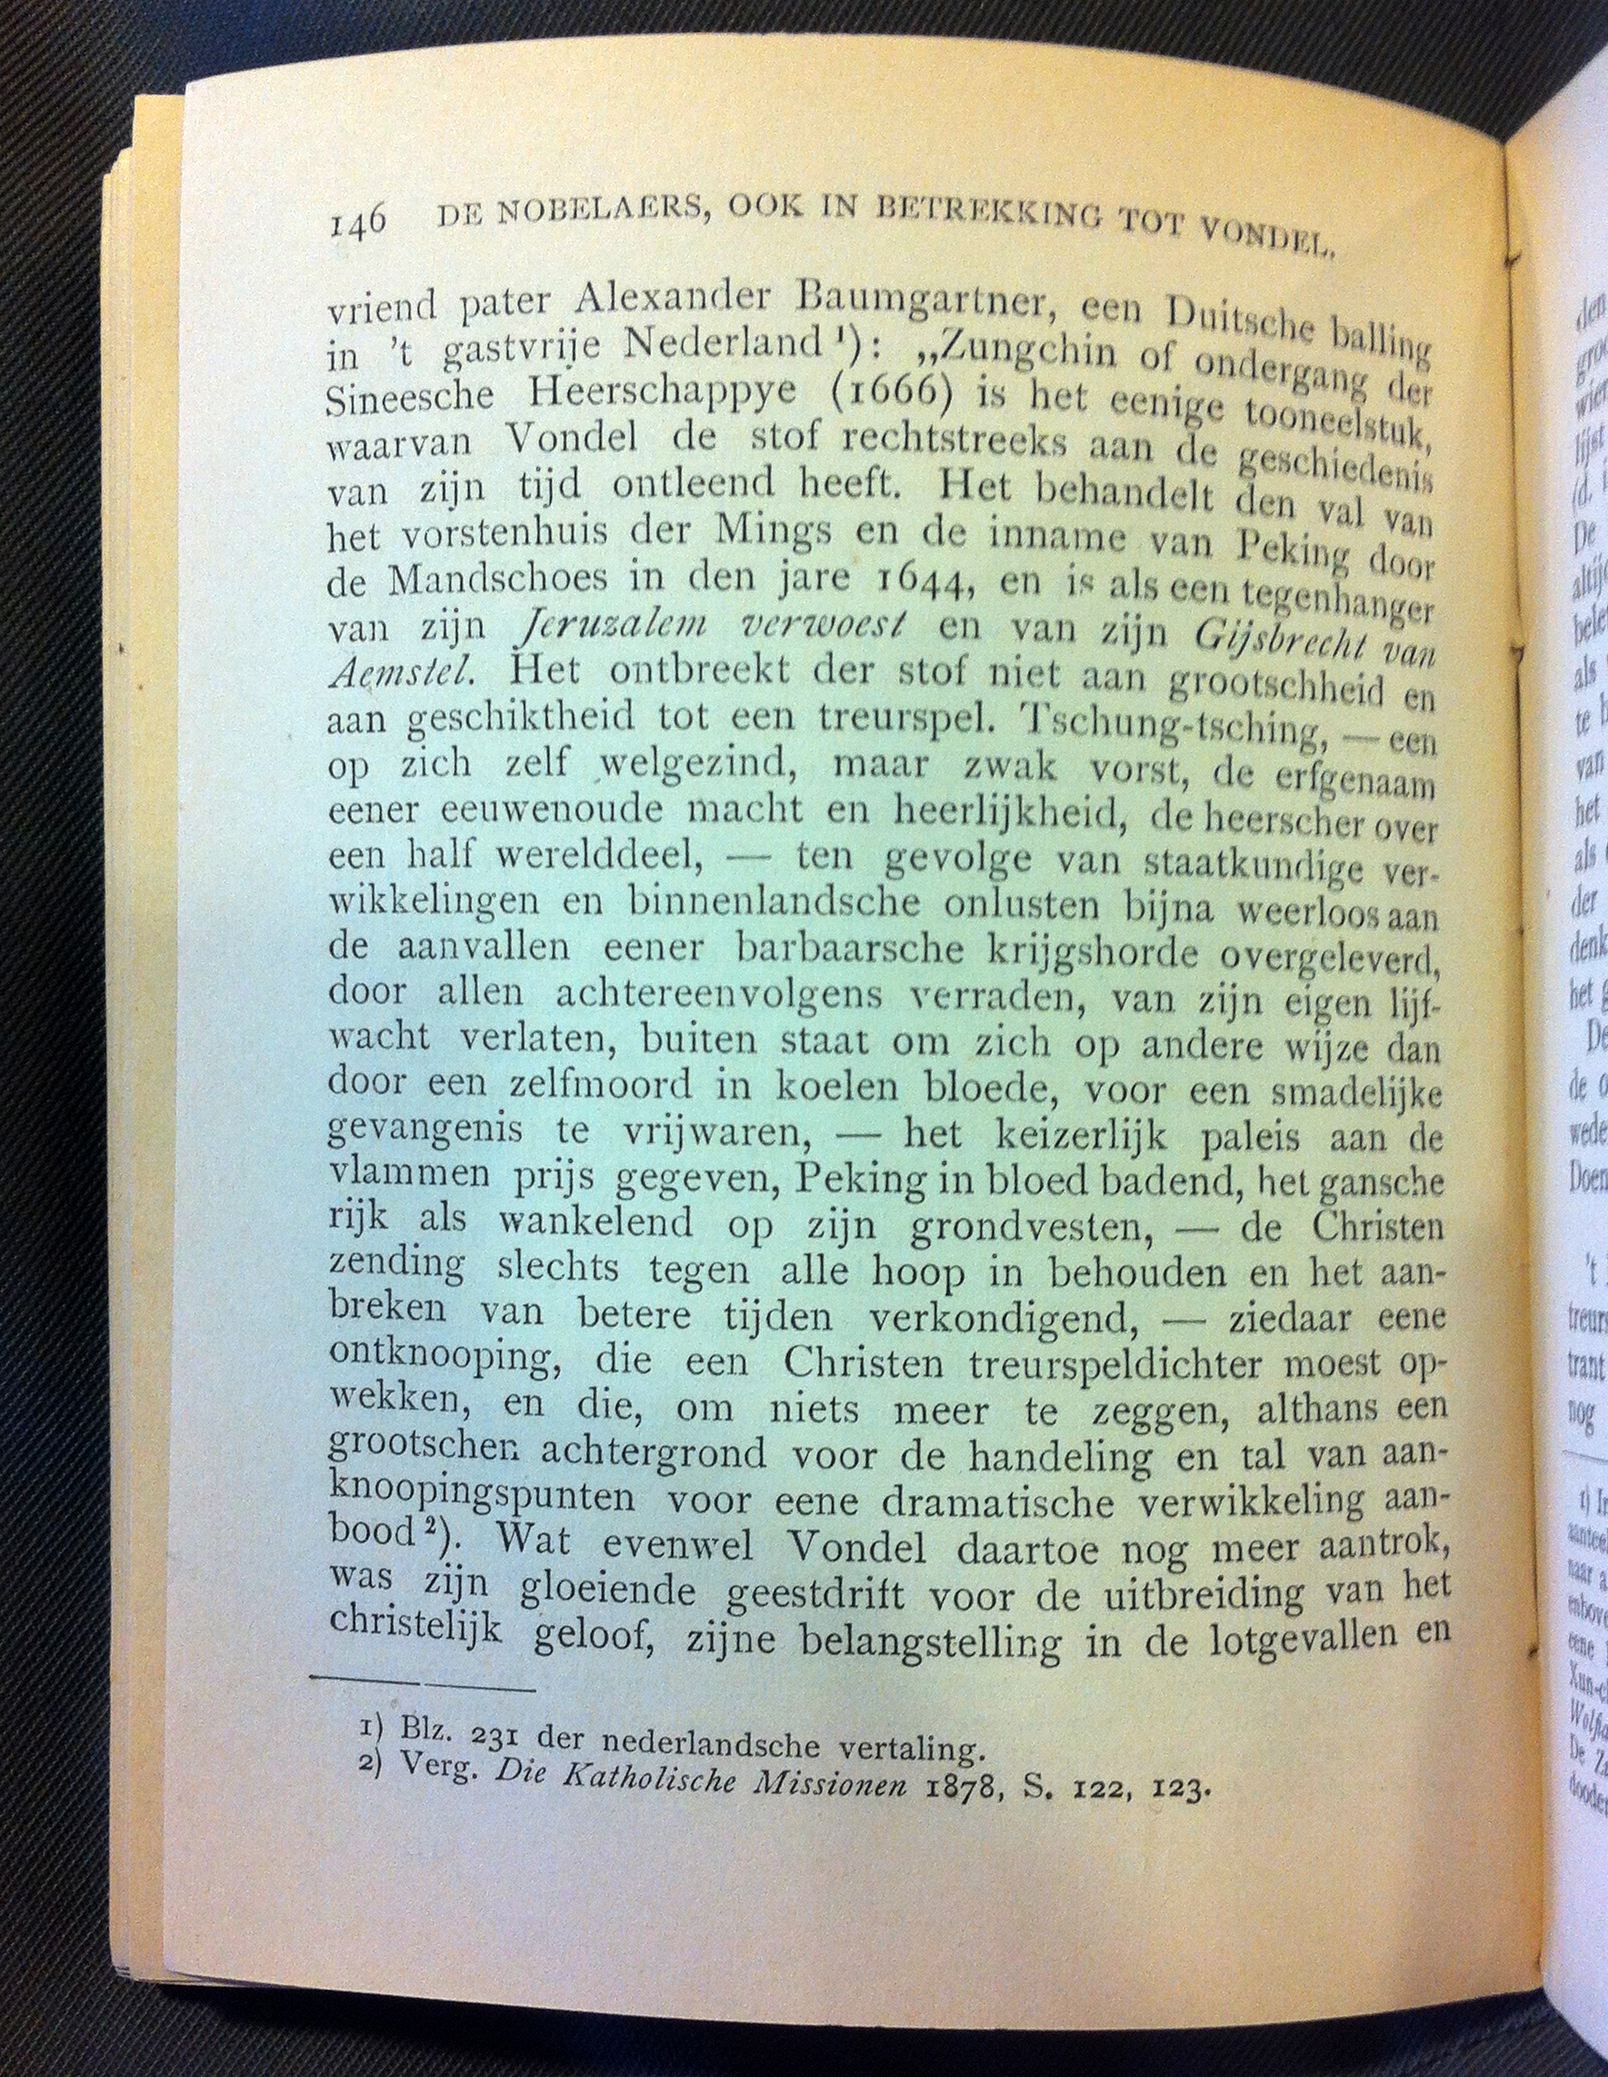 146 DE NOBELAERS, OOK IN BETREKKING TOT VONDEL.
vriend pater Alexander Baumgartner, een Duitsche balling
in 't gastvrije Nederland ¹): „Zungchin of ondergang der
Sineesche Heerschappye (1666) is het eenige tooneelstuk,
waarvan Vondel de stof rechtstreeks aan de geschiedenis
van zijn tijd ontleend heeft. Het behandelt den val van
het vorstenhuis der Mings en de inname van Peking door
de Mandschoes in den jare 1644, en is als een tegenhanger
van zijn Jeruzalem verwoest en van zijn Gijsbrecht van
Aemstel. Het ontbreekt der stof niet aan grootschheid en
aan geschiktheid tot een treurspel. Tschung-tsching, — een
op zich zelf welgezind, maar zwak vorst, de erfgenaam
eener eeuwenoude macht en heerlijkheid, de heerscher over
een half werelddeel, — ten gevolge van staatkundige ver-
wikkelingen en binnenlandsche onlusten bijna weerloos aan
de aanvallen eener barbaarsche krijgshorde overgeleverd,
door allen achtereenvolgens verraden, van zijn eigen lijf-
wacht verlaten, buiten staat om zich op andere wijze dan
door een zelfmoord in koelen bloede, voor een smadelijke
gevangenis te vrijwaren, — het keizerlijk paleis aan de
vlammen prijs gegeven, Peking in bloed badend, het gansche
rijk als wankelend op zijn grondvesten, — de Christen
zending slechts tegen alle hoop in behouden en het aan-
breken van betere tijden verkondigend, — ziedaar eene
ontknooping, die een Christen treurspeldichter moest op-
wekken, en die, om niets meer te zeggen, althans een
grootschen achtergrond voor de handeling en tal van aan-
knoopingspunten voor eene dramatische verwikkeling aan-
bood ²). Wat evenwel Vondel daartoe nog meer aantrok,
was zijn gloeiende geestdrift voor de uitbreiding van het
christelijk geloof, zijne belangstelling in de lotgevallen en
1) Blz. 231 der nederlandsche vertaling.
2) Verg. Die Katholische Missionen 1878, S. 122, 123.